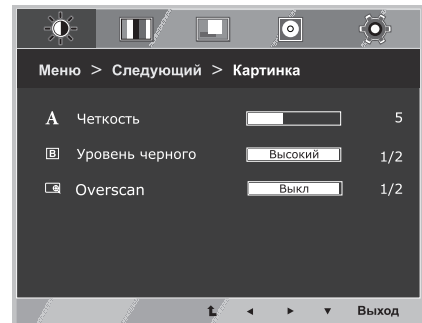 Меню > Следующий > Картинка
A Четкость 5
B Уровень черного Высокий 1/2
Overscan Выкл 1/2
Выход